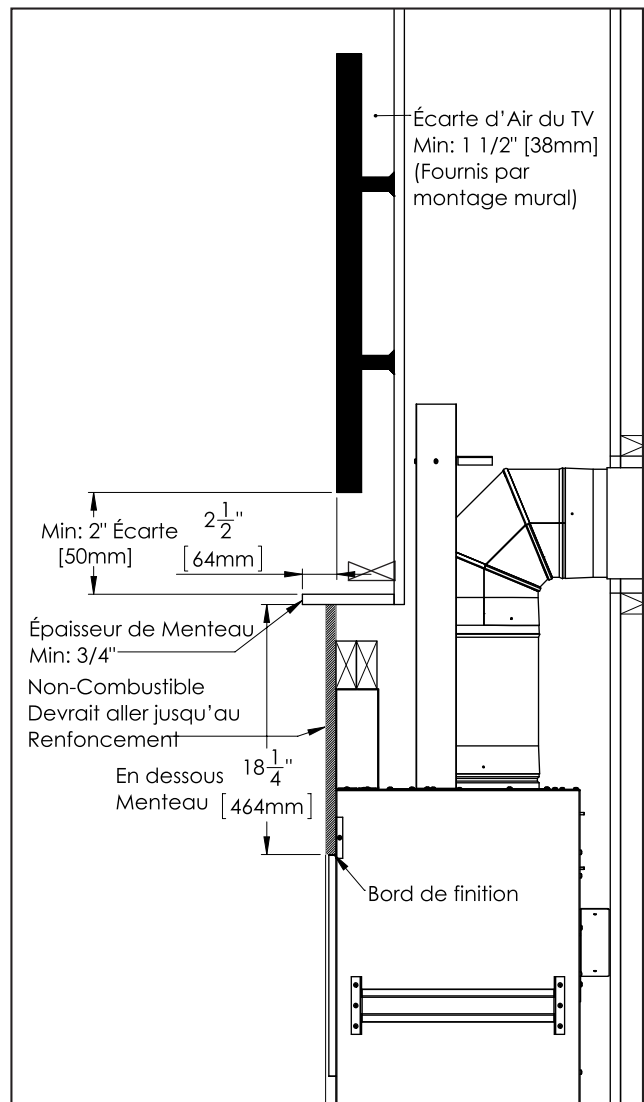 Écarte d'Air du TV
Min: 1 1/2" [38mm]
(Fournis par
montage mural)
Min: 2" Écarte
[50mm]
2 1/2"
[64mm]
Épaisseur de Menteau
Min: 3/4"
Non-Combustible
Devrait aller jusqu'au
Renfoncement
En dessous
Menteau
18 1/4"
[464mm]
Bord de finition